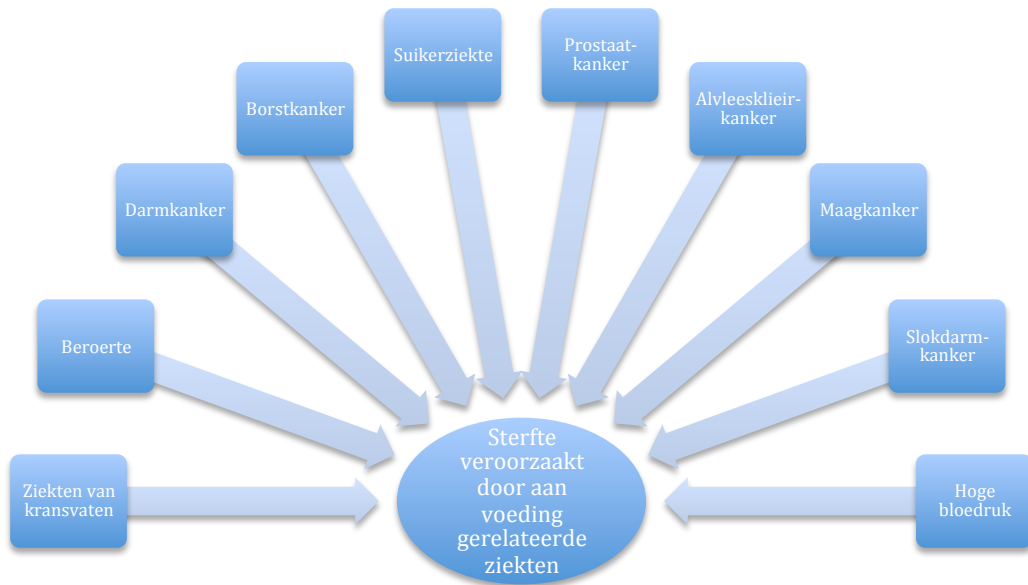 Suikerziekte
Prostaat-
kanker
Borstkanker
Alvleesklieir-
kanker
Darmkanker
Maagkanker
Beroerte
Slokdarm-
kanker
Ziekten van
kransvaten
Hoge
bloedruk
Sterfte
veroorzaakt
door aan
voeding
gerelateerde
ziekten